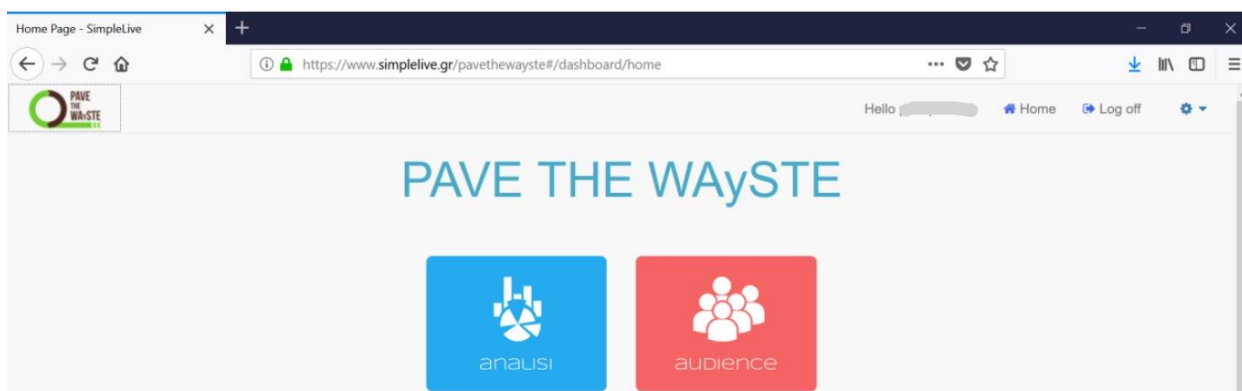 Home Page - SimpleLive
https://www.simplelive.gr/pavethewayste#/dashboard/home
PAVE
THE
WAySTE
Hello
Home
Log off
PAVE THE WAySTE
analisi
audience